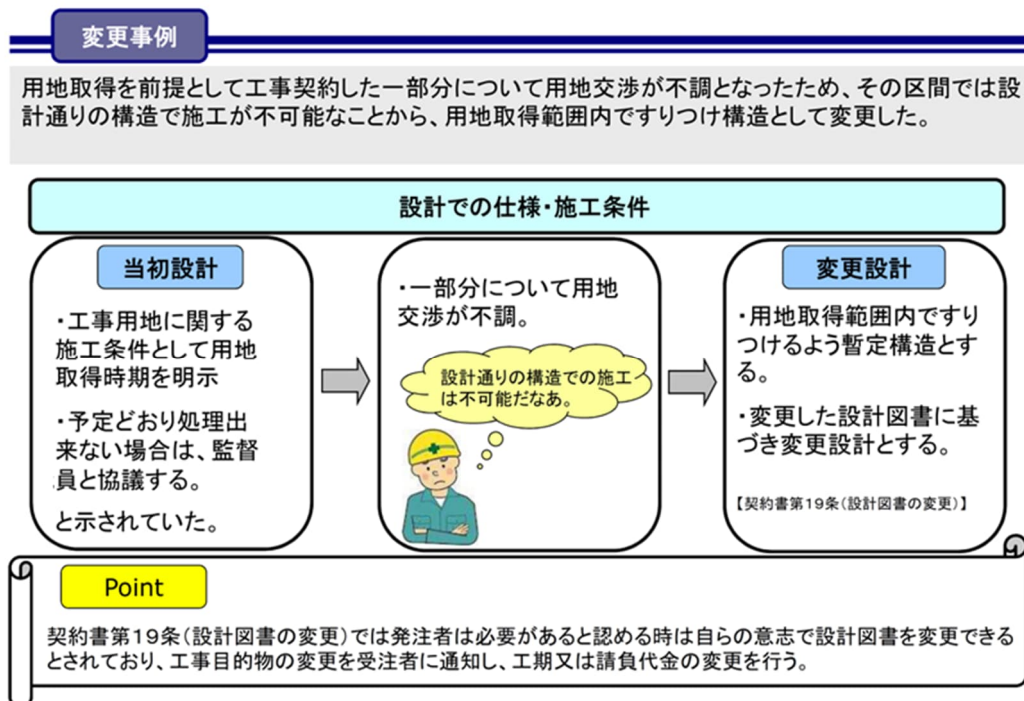 変更事例
用地取得を前提として工事契約した一部分について用地交渉が不調となったため、その区間では設
計通りの構造で施工が不可能なことから、用地取得範囲内ですりつけ構造として変更した。
設計での仕様・施工条件
当初設計
・工事用地に関する
施工条件として用地
取得時期を明示
・予定どおり処理出
来ない場合は、監督
員と協議する。
と示されていた。
・一部分について用地
交渉が不調。
設計通りの構造での施工
は不可能だなあ。
変更設計
・用地取得範囲内ですり
つけるよう暫定構造とす
る。
・変更した設計図書に基
づき変更設計とする。
【契約書第19条(設計図書の変更)】
Point
契約書第19条(設計図書の変更)では発注者は必要があると認める時は自らの意志で設計図書を変更できる
とされており、工事目的物の変更を受注者に通知し、工期又は請負代金の変更を行う。